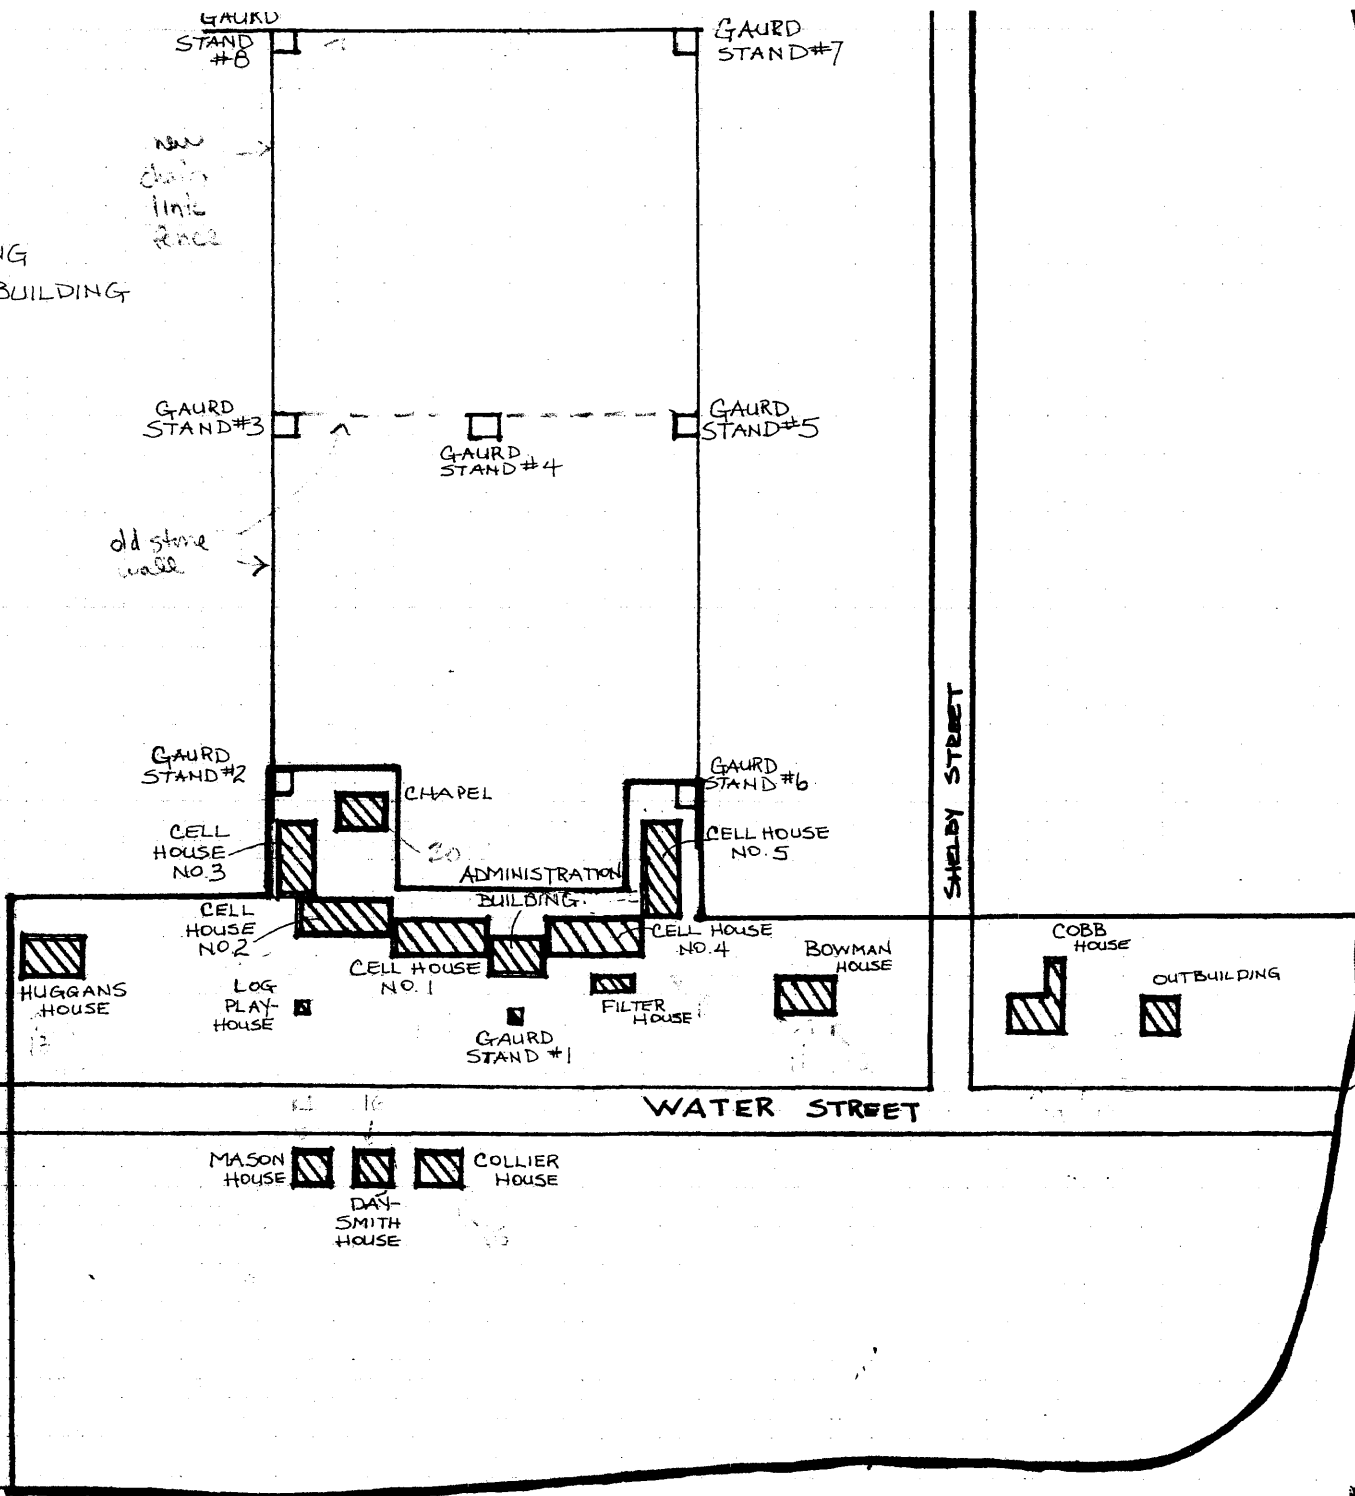 GAURD
STAND
#8
GAURD
STAND#7
new
chain
link
fence
NG
BUILDING
GAURD
STAND#3
GAURD
STAND#4
GAURD
STAND#5
old stone
wall
GAURD
STAND#2
GAURD
STAND#6
CHAPEL
20
CELL
HOUSE
NO.3
CELL HOUSE
NO.5
ADMINISTRATION
BUILDING
CELL
HOUSE
NO.2
CELL HOUSE
NO.1
CELL HOUSE
NO.4
SHELBY STREET
BOWMAN
HOUSE
COBB
HOUSE
OUTBUILDING
HUGGANS
HOUSE
13
LOG
PLAY-
HOUSE
GAURD
STAND #1
FILTER
HOUSE
WATER STREET
16
MASON
HOUSE
DAY-
SMITH
HOUSE
COLLIER
HOUSE